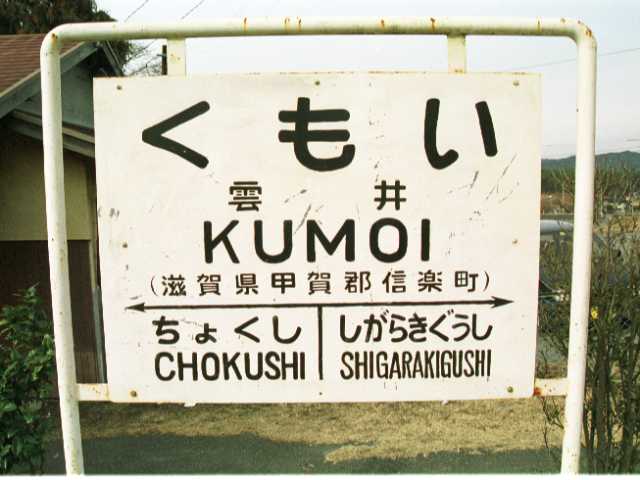 くもい
雲井
KUMOI
(滋賀県甲賀郡信楽町)
ちょくし しがらきぐうし
CHOKUSHI SHIGARAKIGUSHI